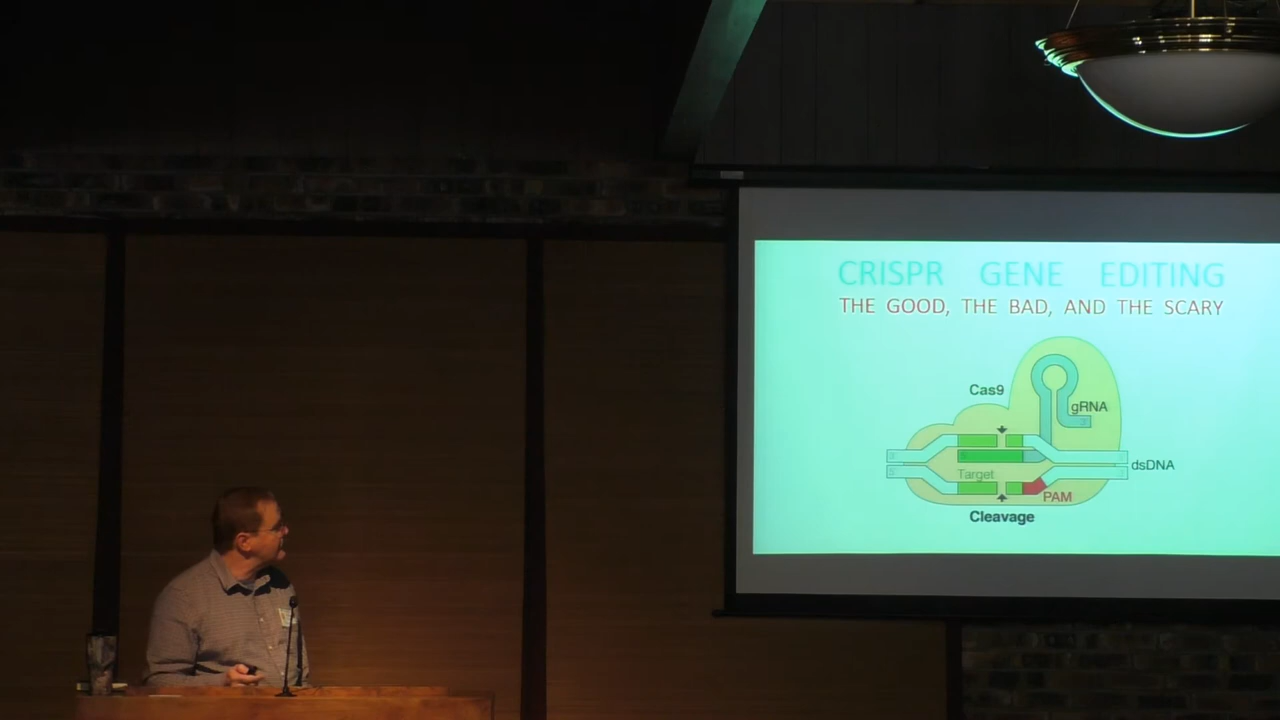 CRISPR GENE EDITING
THE GOOD, THE BAD, AND THE SCARY
Cas9
gRNA
dsDNA
Target
PAM
Cleavage